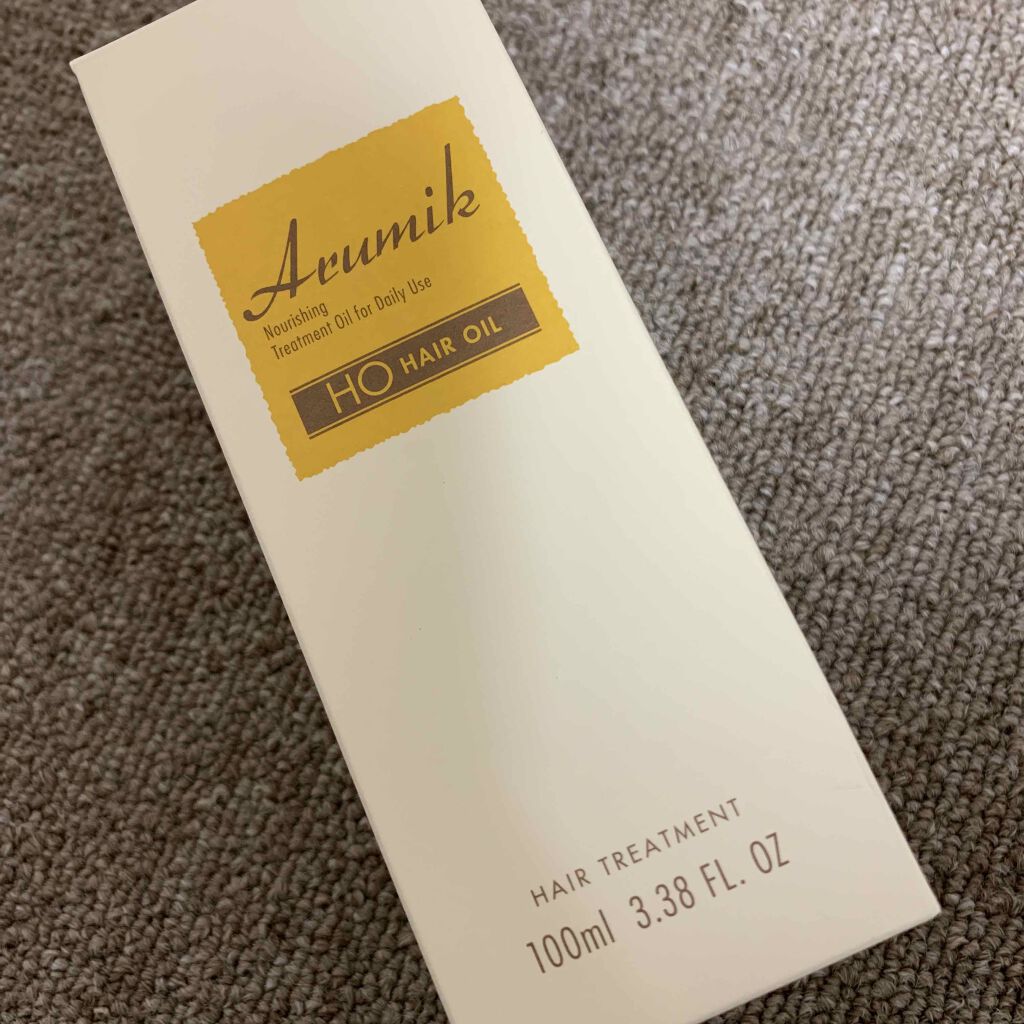 Arumik
Nourishing
Treatment Oil for Daily Use
HO HAIR OIL
HAIR TREATMENT
100ml 3.38 FL. OZ